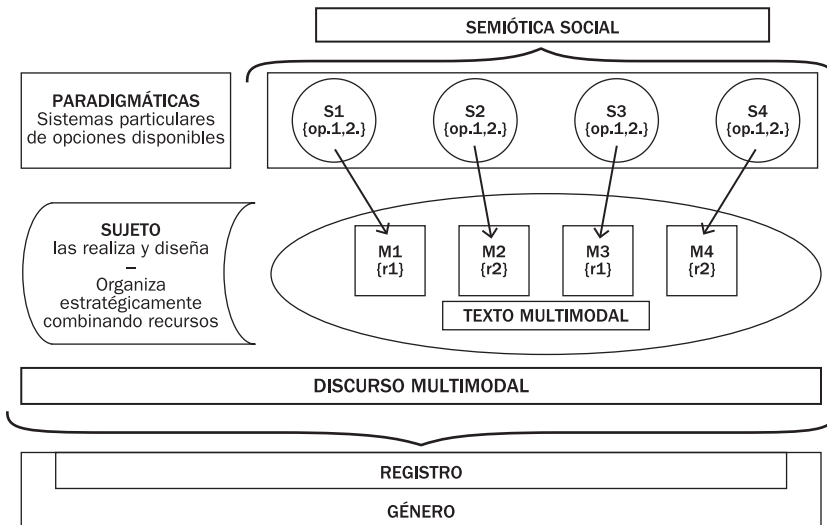 SEMIÓTICA SOCIAL
PARADIGMÁTICAS
Sistemas particulares
de opciones disponibles
S1
{op.1,2.}
S2
{op.1,2.}
S3
{op.1,2.}
S4
{op.1,2.}
SUJETO
las realiza y diseña
–
Organiza
estratégicamente
combinando recursos
M1
{r1}
M2
{r2}
M3
{r1}
M4
{r2}
TEXTO MULTIMODAL
DISCURSO MULTIMODAL
REGISTRO
GÉNERO